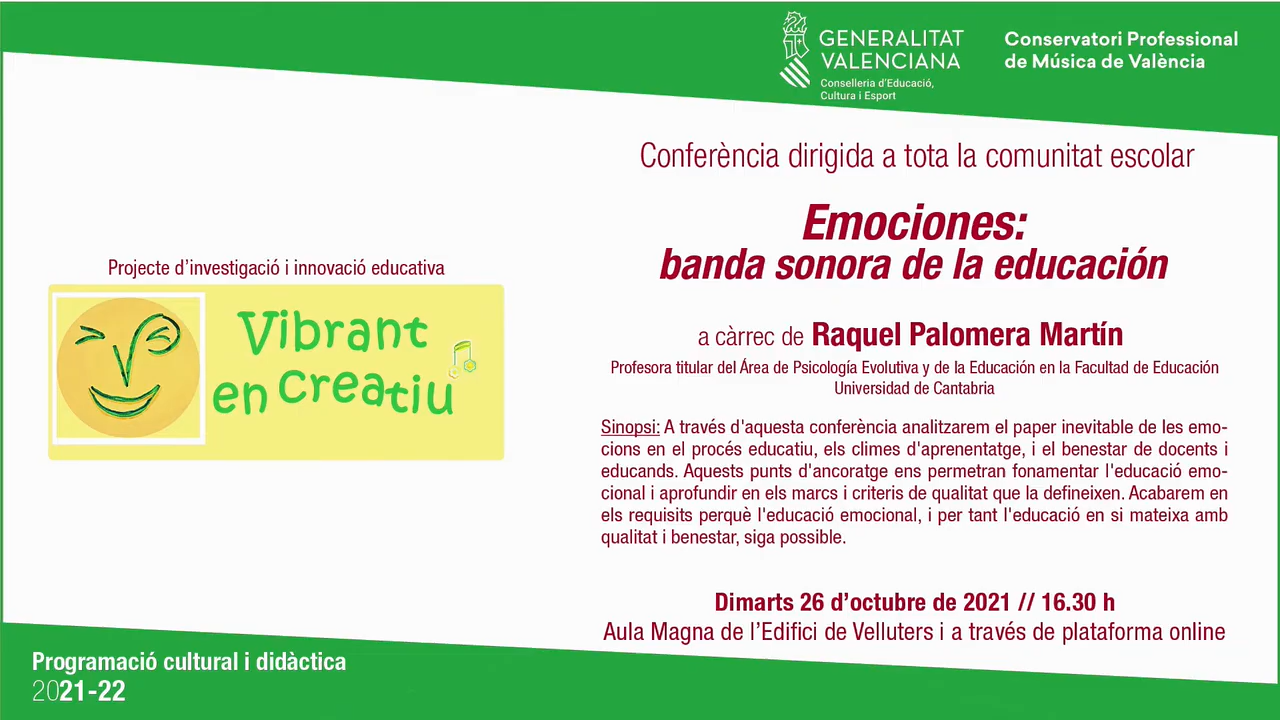 GENERALITAT
VALENCIANA
Conselleria d'Educació,
Cultura i Esport
Conservatori Professional
de Música de València
Conferència dirigida a tota la comunitat escolar
Emociones:
banda sonora de la educación
a càrrec de Raquel Palomera Martín
Profesora titular del Área de Psicología Evolutiva y de la Educación en la Facultad de Educación
Universidad de Cantabria
Sinopsi: A través d'aquesta conferència analitzarem el paper inevitable de les emo-
cions en el procés educatiu, els climes d'aprenentatge, i el benestar de docents i
educands. Aquests punts d'ancoratge ens permetran fonamentar l'educació emo-
cional i aprofundir en els marcs i criteris de qualitat que la defineixen. Acabarem en
els requisits perquè l'educació emocional, i per tant l'educació en si mateixa amb
qualitat i benestar, siga possible.
Dimarts 26 d'octubre de 2021 // 16.30 h
Aula Magna de l'Edifici de Velluters i a través de plataforma online
Projecte d'investigació i innovació educativa
Vibrant
en creatiu
Programació cultural i didàctica
2021-22